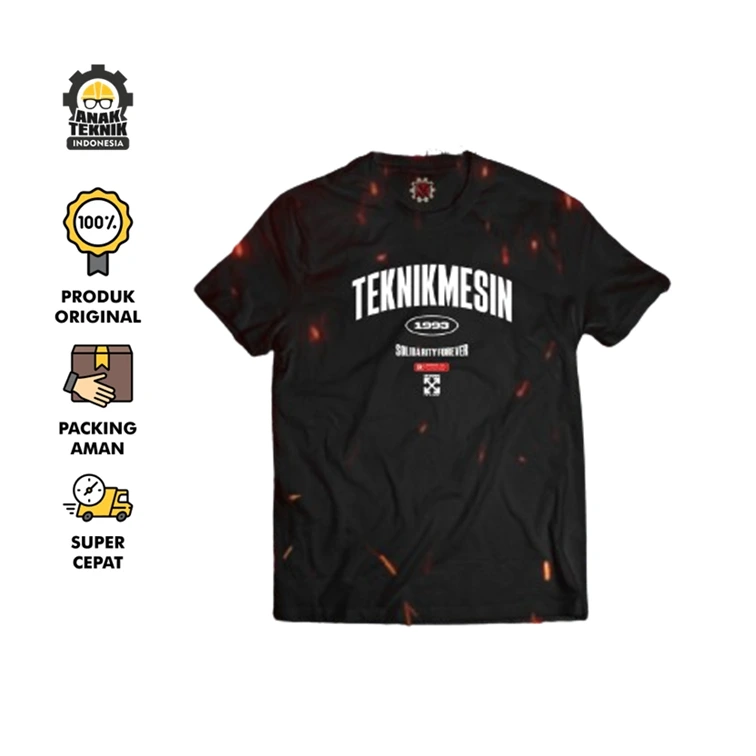 ANAK
TEKNIK
INDONESIA
100%
PRODUK
ORIGINAL
PACKING
AMAN
SUPER
CEPAT
TEKNIKMESIN
1993
SOLIDARITY FOREVER